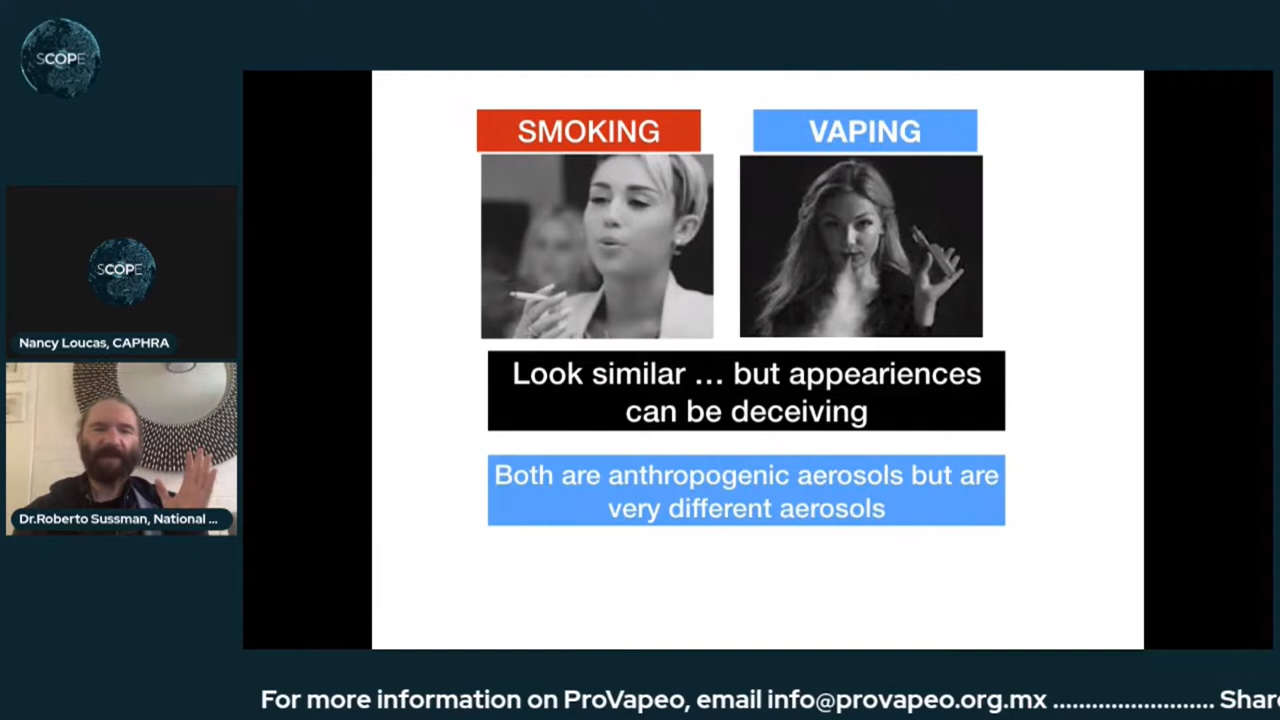 SCOPE
SMOKING
VAPING
Look similar ... but appeariences
can be deceiving
Both are anthropogenic aerosols but are
very different aerosols
SCOPE
Nancy Loucas, CAPHRA
Dr.Roberto Sussman, National ...
For more information on ProVapeo, email info@provapeo.org.mx ........................ Shar